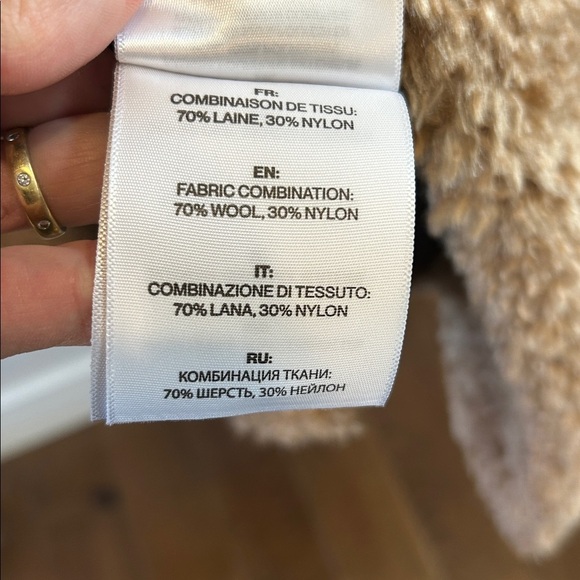 FR:
COMBINAISON DE TISSU:
70% LAINE, 30% NYLON
EN:
FABRIC COMBINATION:
70% WOOL, 30% NYLON
IT:
COMBINAZIONE DI TESSUTO:
70% LANA, 30% NYLON
RU:
КОМБИНАЦИЯ ТКАНИ:
70% ШЕРСТЬ, 30% НЕЙЛОН